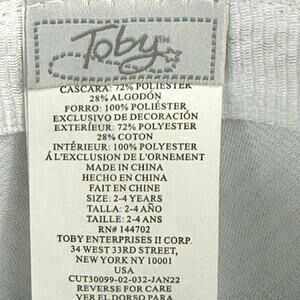 Toby™
CASCARA: 72% POLIÉSTER
28% ALGODÓN
FORRO: 100% POLIÉSTER
EXCLUSIVO DE DECORACIÓN
EXTERÍEUR: 72% POLYESTER
28% COTON
INTÉRIEUR: 100% POLYESTER
Á L'EXCLUSION DE L'ORNEMENT
MADE IN CHINA
HECHO EN CHINA
FAIT EN CHINE
SIZE: 2-4 YEARS
TALLA: 2-4 AÑO
TAILLE: 2-4 ANS
RN# 144702
TOBY ENTERPRISES II CORP.
34 WEST 33RD STREET,
NEW YORK NY 10001
USA
CUT30099-02-032-JAN22
REVERSE FOR CARE
VER EL DORSO PARA